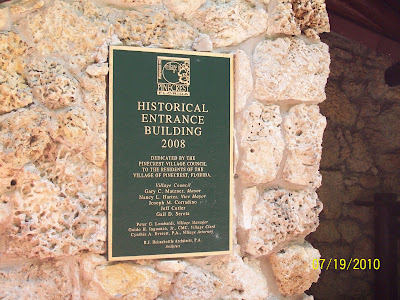 Village of
PINECREST
FLORIDA
HISTORICAL
ENTRANCE
BUILDING
2008
DEDICATED BY THE
PINECREST VILLAGE COUNCIL
TO THE RESIDENTS OF THE
VILLAGE OF PINECREST, FLORIDA.
Village Council
Gary C. Matzner, Mayor
Nancy L. Harter, Vice Mayor
Joseph M. Corradino
Jeff Cutler
Gail D. Serota
Peter G. Lombardi, Village Manager
Guido H. Inguanzo, Jr., CMC, Village Clerk
Cynthia A. Everett, P.A., Village Attorney
R.J. Heisenbottle Architects, P.A.
Architect
7/19/2010